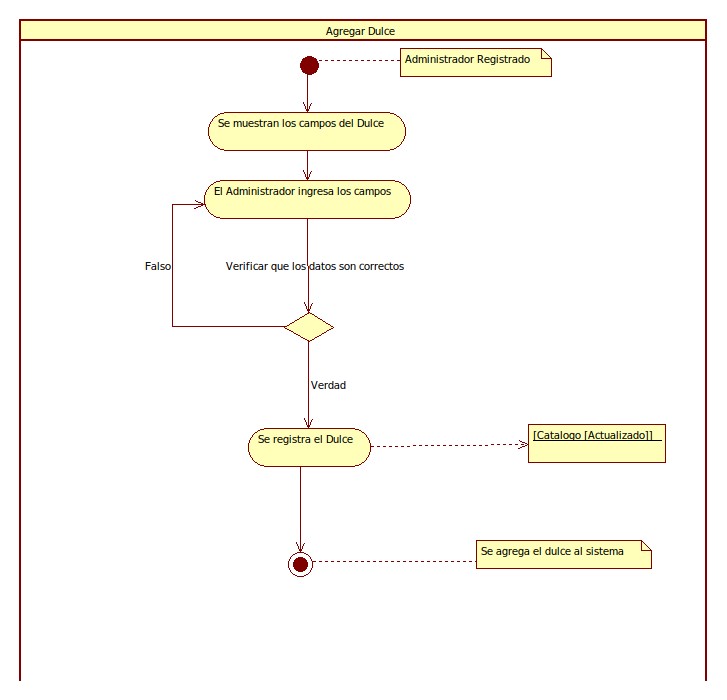 Agregar Dulce
Administrador Registrado
Se muestran los campos del Dulce
El Administrador ingresa los campos
Falso
Verificar que los datos son correctos
Verdad
Se registra el Dulce
[Catalogo [Actualizado]]
Se agrega el dulce al sistema